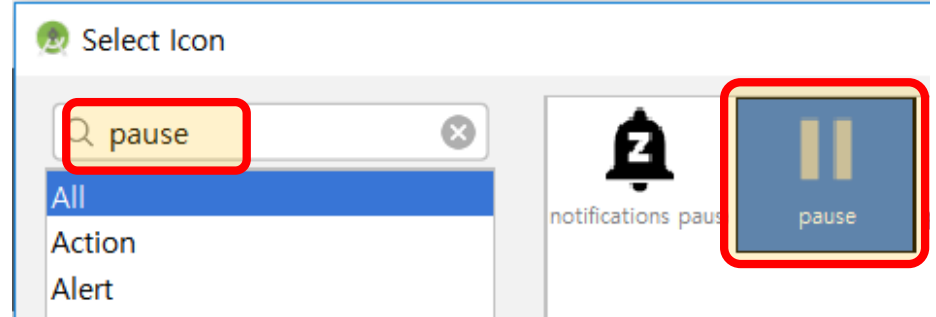 Select Icon
pause
All
Action
Alert
Z
notifications paus
pause